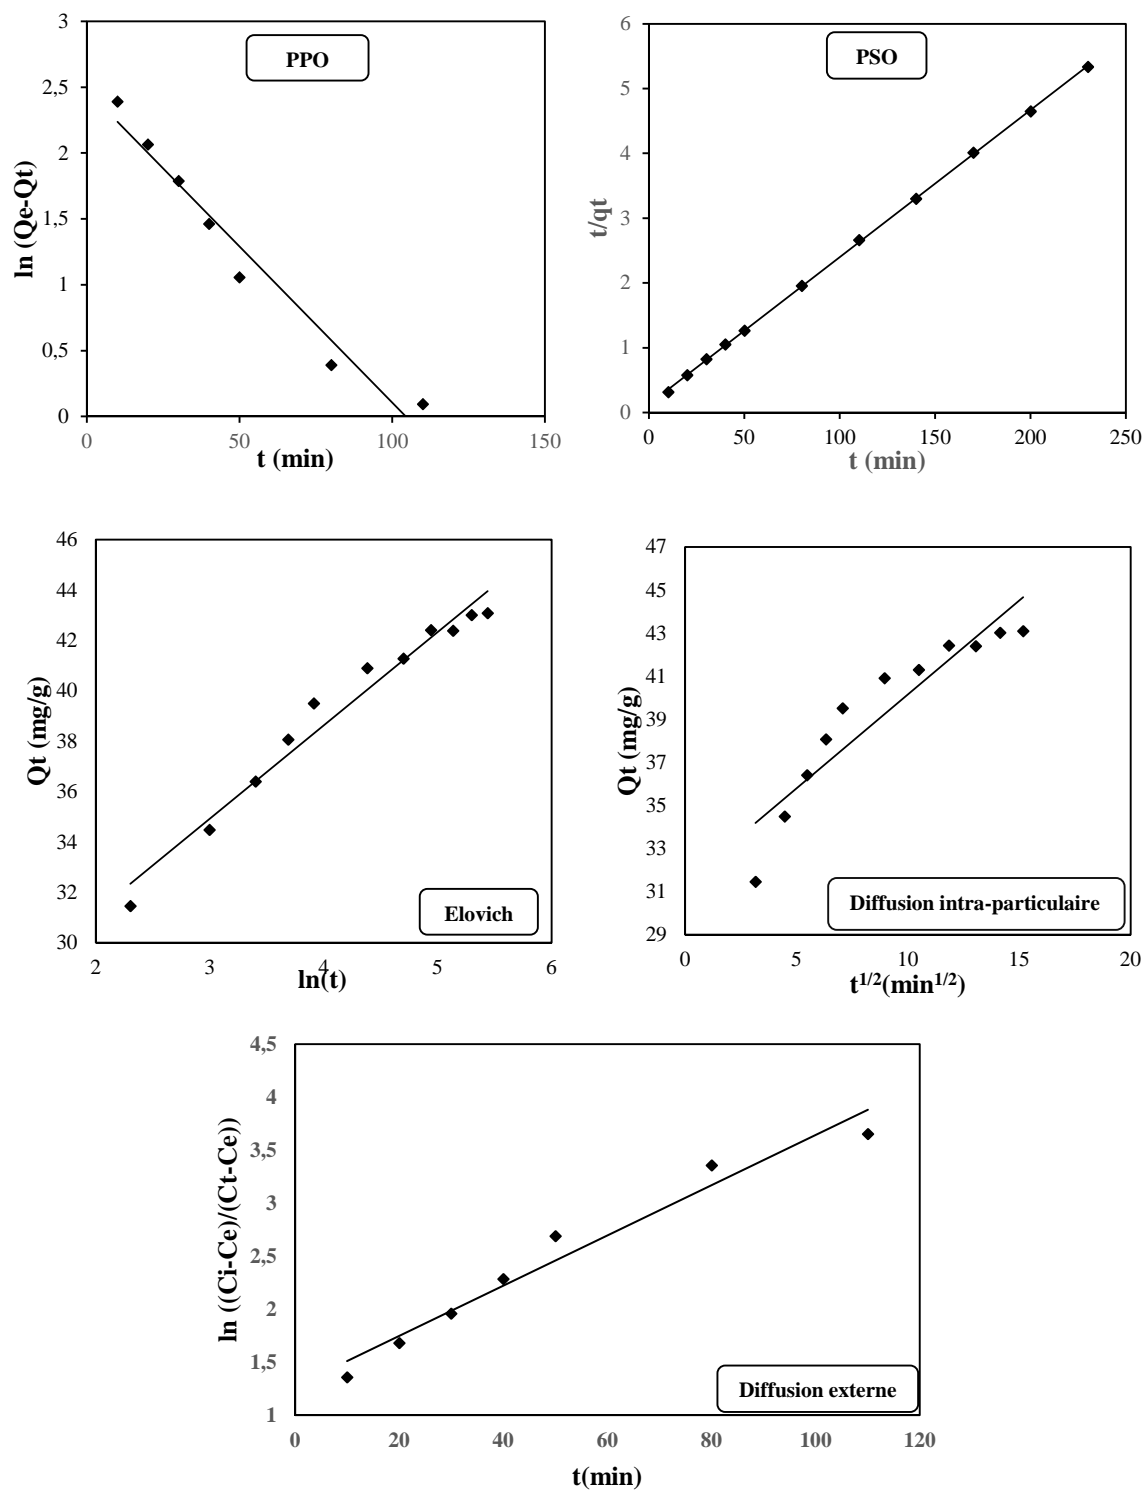 PPO
3
2,5
2
1,5
1
0,5
0
0 50 100 150
ln (Qe-Qt)
t (min)
PSO
6
5
4
3
2
1
0
0 50 100 150 200 250
t/qt
t (min)
46
44
42
40
38
36
34
32
30
2 3 4 5 6
Qt (mg/g)
ln(t)
Elovich
47
45
43
41
39
37
35
33
31
29
0 5 10 15 20
Qt (mg/g)
t^1/2(min^1/2)
Diffusion intra-particulaire
4,5
4
3,5
3
2,5
2
1,5
1
0 20 40 60 80 100 120
ln ((Ci-Ce)/(Ct-Ce))
t(min)
Diffusion externe